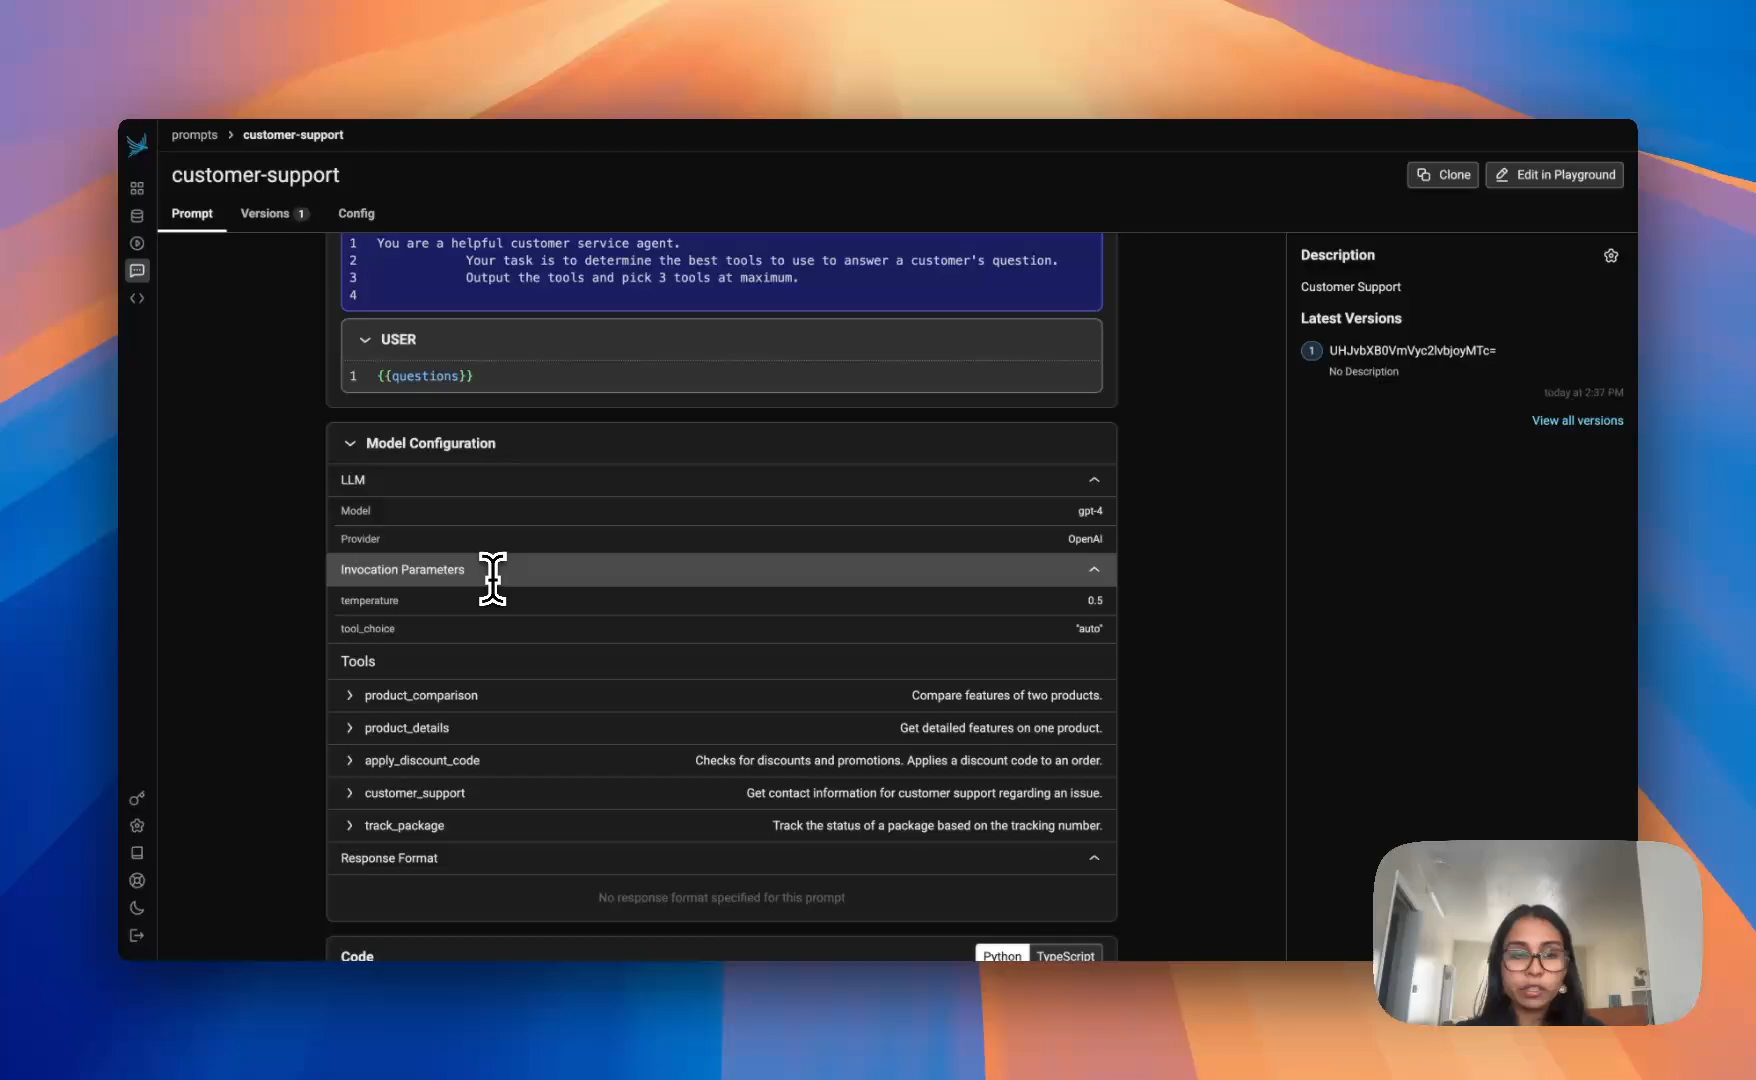 prompts > customer-support
customer-support
Clone
Edit in Playground
Prompt
Versions 1
Config
1 You are a helpful customer service agent.
2 Your task is to determine the best tools to use to answer a customer's question.
3 Output the tools and pick 3 tools at maximum.
4
USER
1 {{questions}}
Model Configuration
LLM
Model gpt-4
Provider OpenAI
Invocation Parameters
temperature 0.5
tool_choice "auto"
Tools
product_comparison Compare features of two products.
product_details Get detailed features on one product.
apply_discount_code Checks for discounts and promotions. Applies a discount code to an order.
customer_support Get contact information for customer support regarding an issue.
track_package Track the status of a package based on the tracking number.
Response Format
No response format specified for this prompt
Code Python TypeScript
Description
Customer Support
Latest Versions
1 UHJvbXB0VmVyc2lvbjoyMTc=
No Description
today at 2:37 PM
View all versions